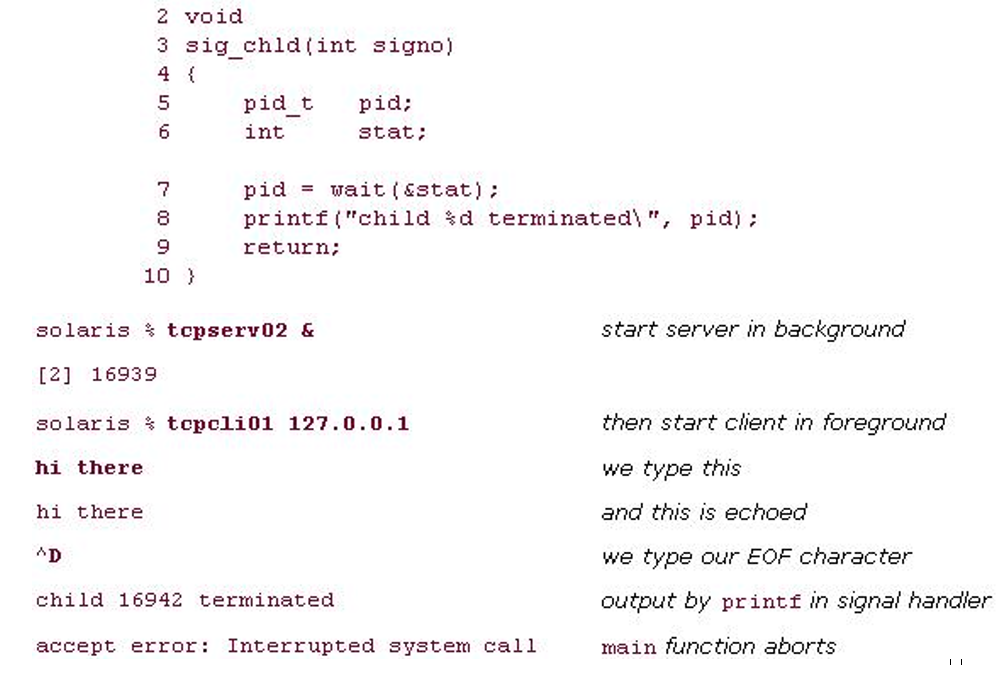 2 void
3 sig_chld(int signo)
4 {
5 pid_t pid;
6 int stat;
7 pid = wait(&stat);
8 printf("child %d terminated\", pid);
9 return;
10 }
solaris % tcpserv02 & start server in background
[2] 16939
solaris % tcpcli01 127.0.0.1 then start client in foreground
hi there we type this
hi there and this is echoed
^D we type our EOF character
child 16942 terminated output by printf in signal handler
accept error: Interrupted system call main function aborts